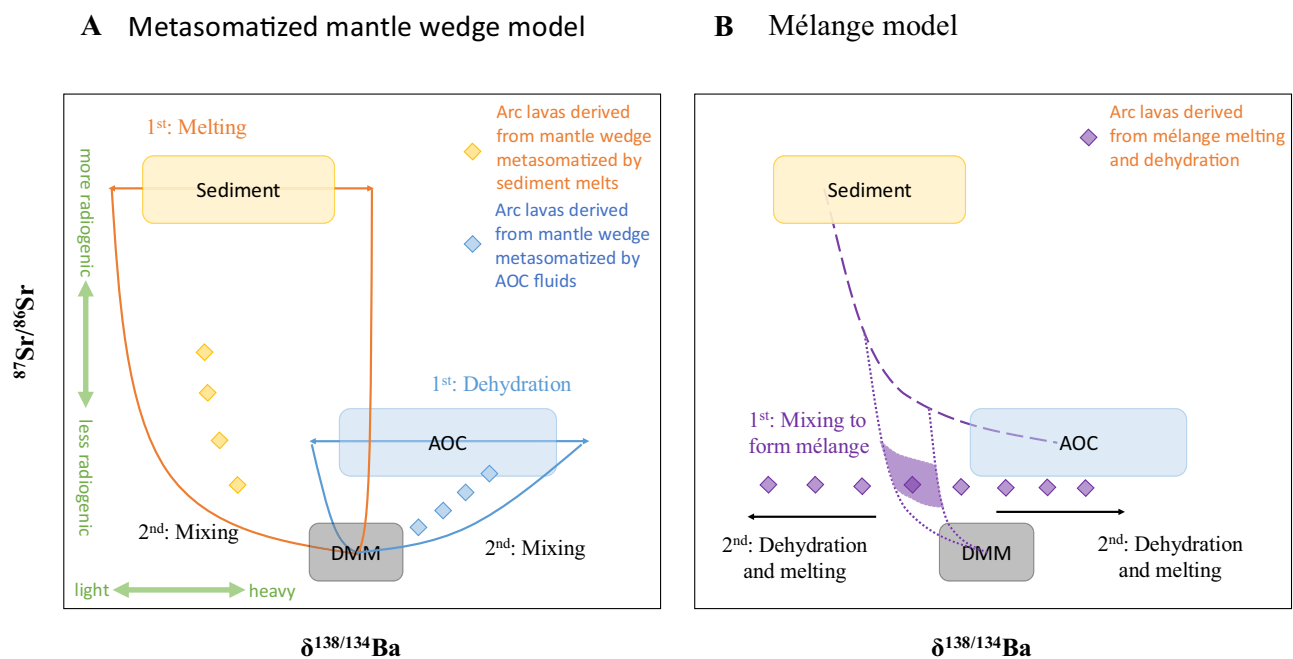 A Metasomatized mantle wedge model
1st: Melting
Sediment
Arc lavas derived
from mantle wedge
metasomatized by
sediment melts
Arc lavas derived
from mantle wedge
metasomatized by
AOC fluids
more radiogenic
less radiogenic
87Sr/86Sr
1st: Dehydration
AOC
2nd: Mixing
DMM
2nd: Mixing
light
heavy
δ138/134Ba
B Mélange model
Arc lavas derived
from mélange melting
and dehydration
Sediment
1st: Mixing to
form mélange
AOC
DMM
2nd: Dehydration
and melting
2nd: Dehydration
and melting
δ138/134Ba